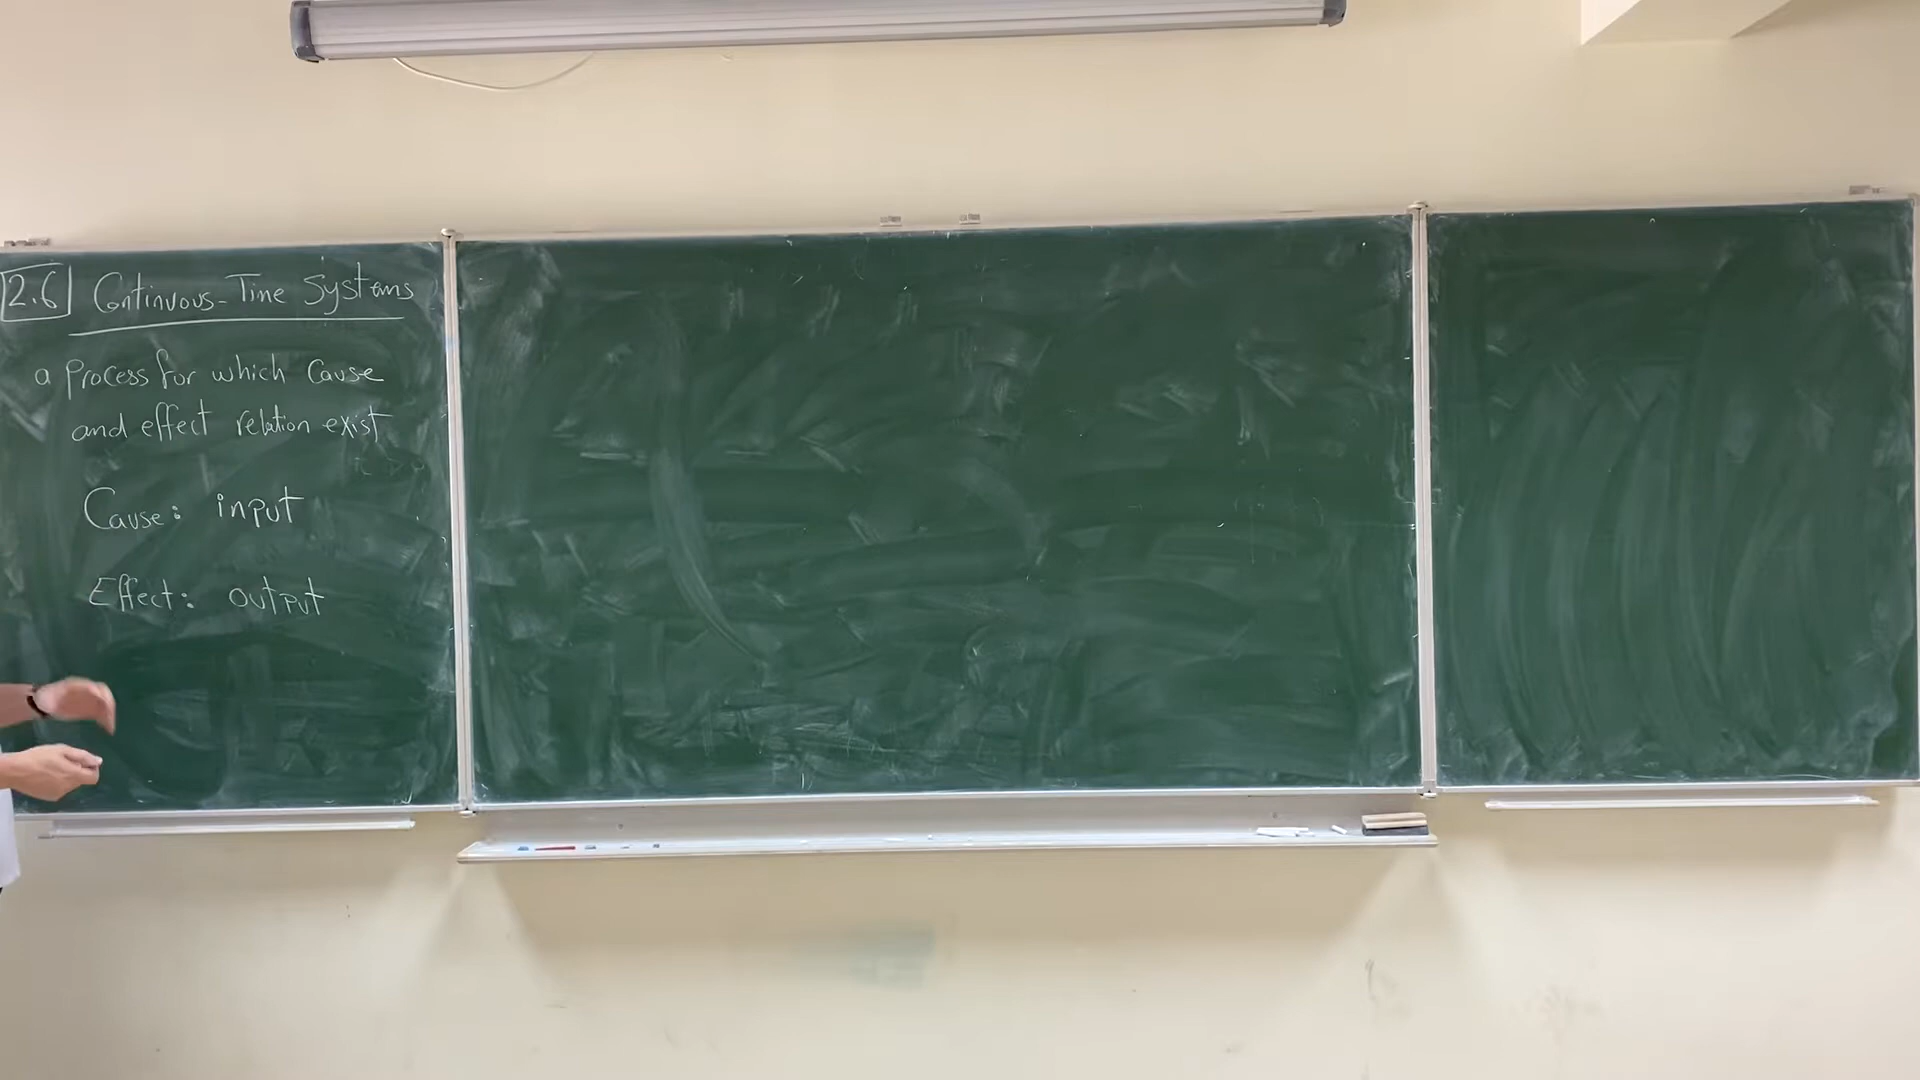 2.6 Continuous-Time Systems
a process for which cause
and effect relation exist
Cause: input
Effect: output